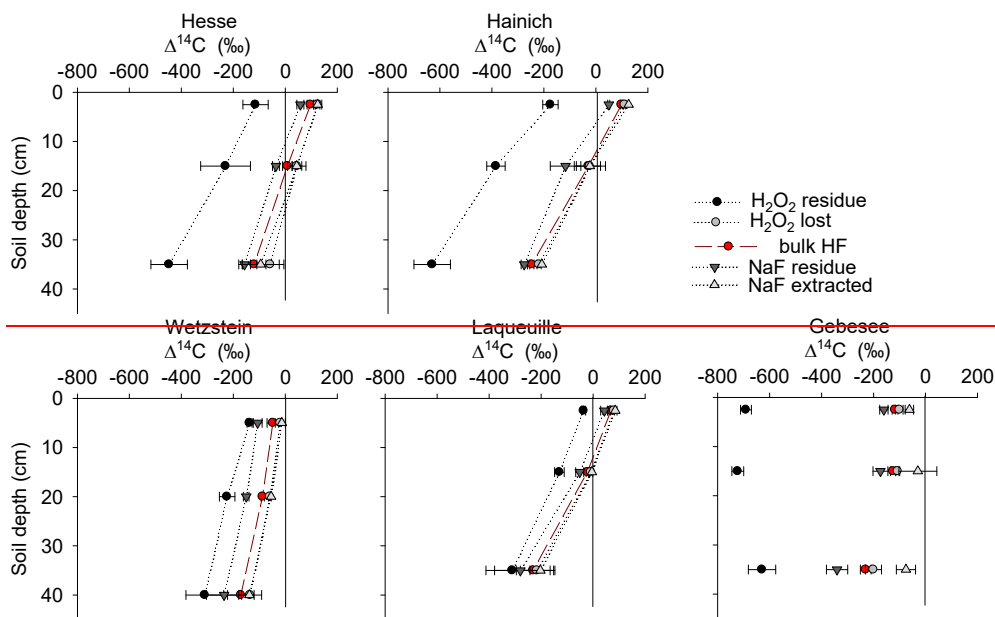 Hesse
Δ¹⁴C (‰)
-800 -600 -400 -200 0 200
Hainich
Δ¹⁴C (‰)
-800 -600 -400 -200 0 200
Soil depth (cm)
0
10
20
30
40
H₂O₂ residue
H₂O₂ lost
bulk HF
NaF residue
NaF extracted
Wetzstein
Δ¹⁴C (‰)
-800 -600 -400 -200 0 200
Laqueuille
Δ¹⁴C (‰)
-800 -600 -400 -200 0 200
Gebesee
Δ¹⁴C (‰)
-800 -600 -400 -200 0 200
Soil depth (cm)
0
10
20
30
40